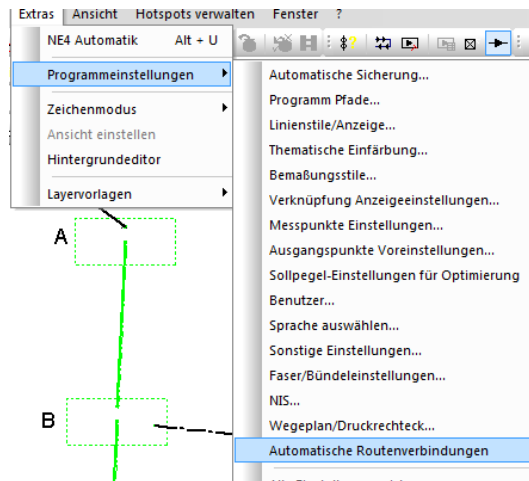 Extras Ansicht Hotspots verwalten Fenster ?
NE4 Automatik Alt + U
Programmeinstellungen
Zeichenmodus
Ansicht einstellen
Hintergrundeditor
Layervorlagen
Automatische Sicherung...
Programm Pfade...
Linienstile/Anzeige...
Thematische Einfärbung...
Bemaßungsstile...
Verknüpfung Anzeigeeinstellungen...
Messpunkte Einstellungen...
Ausgangspunkte Voreinstellungen...
Sollpegel-Einstellungen für Optimierung
Benutzer...
Sprache auswählen...
Sonstige Einstellungen...
Faser/Bündeleinstellungen...
NIS...
Wegeplan/Druckrechteck...
Automatische Routenverbindungen
A
B